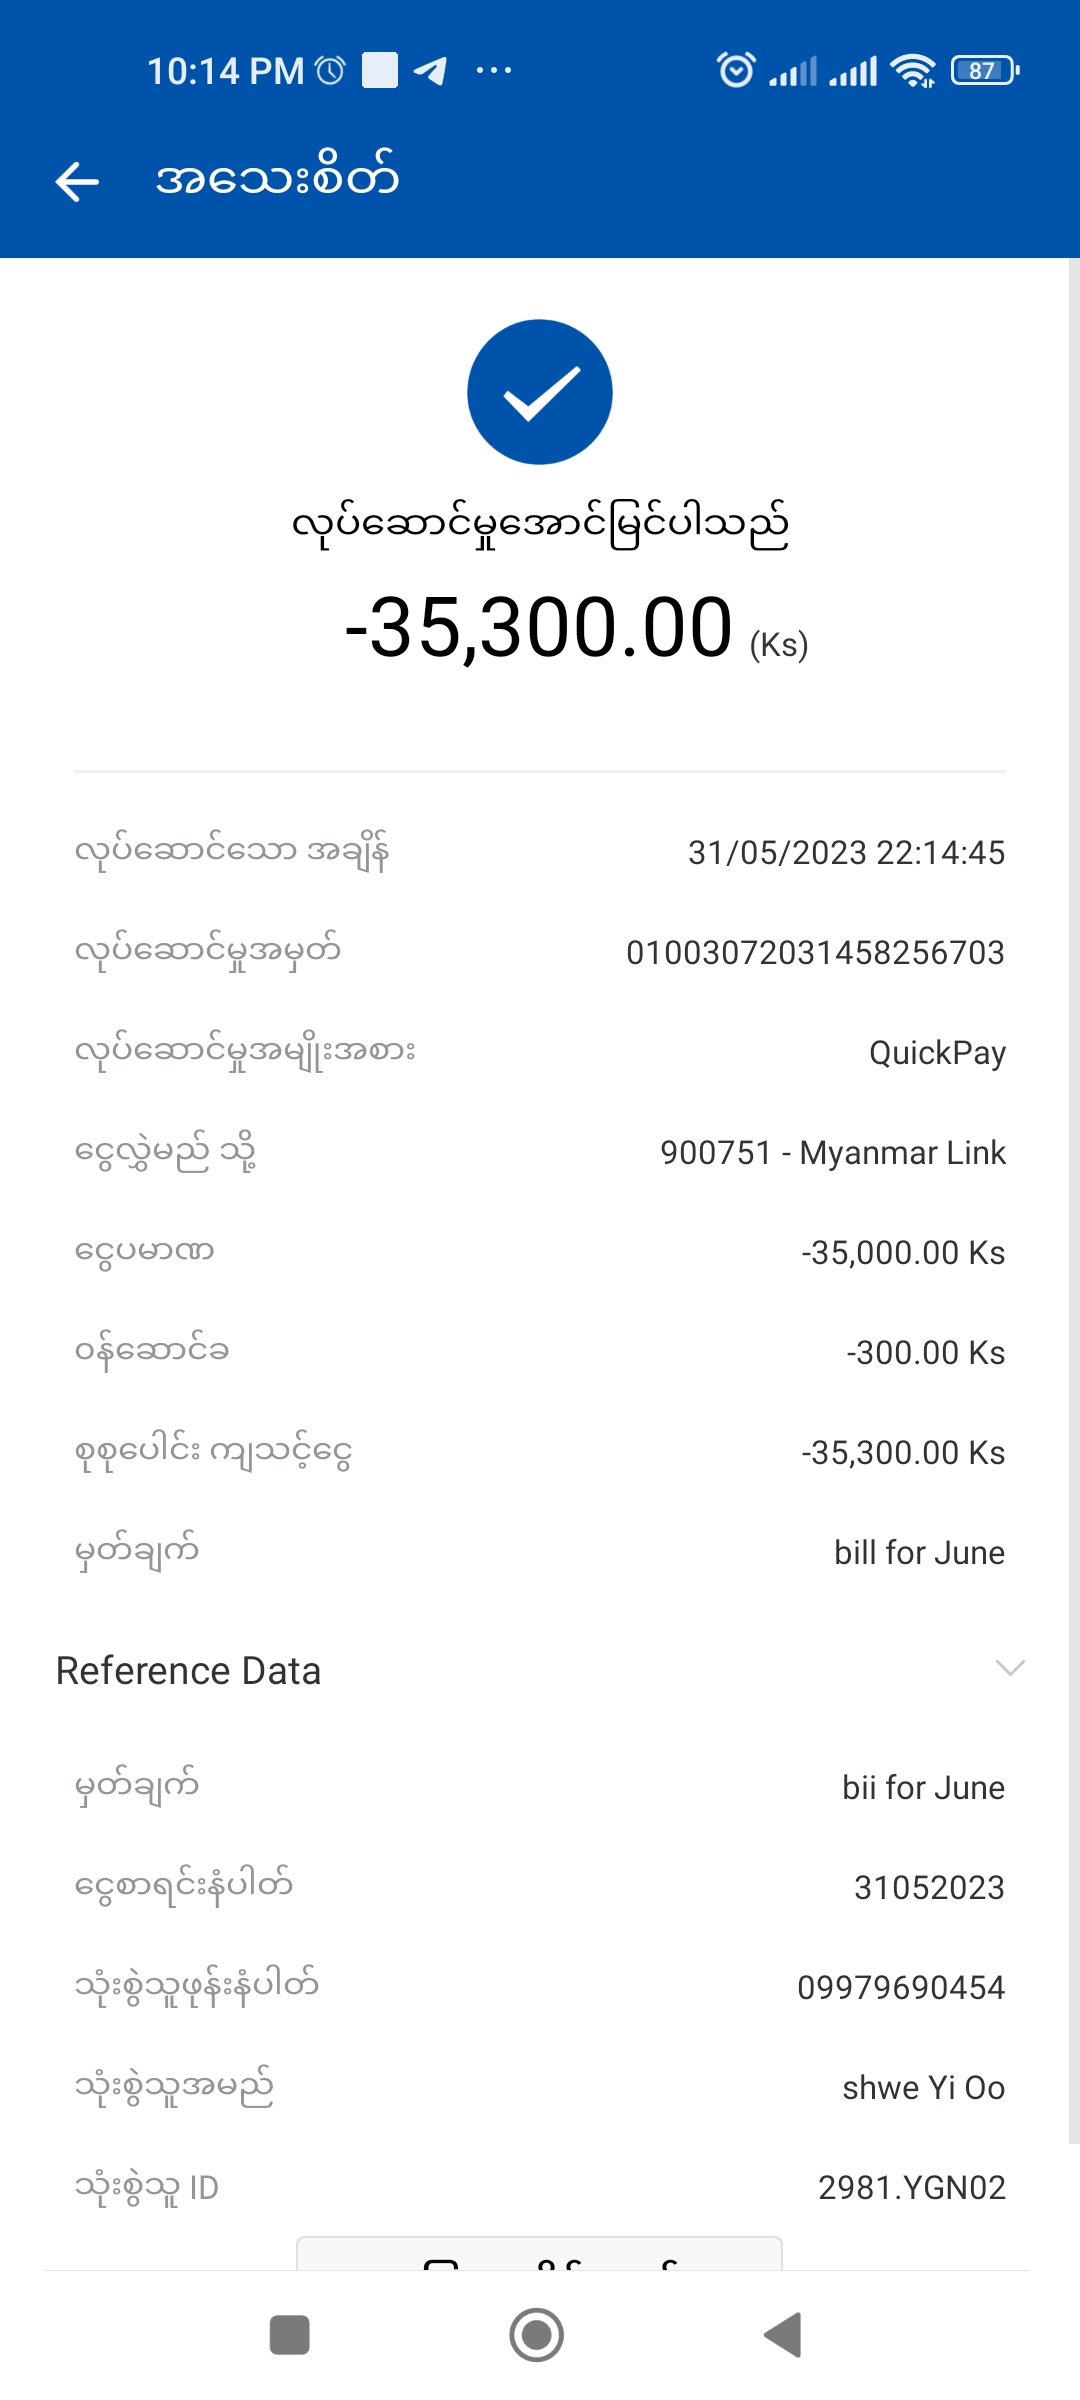 10:14 PM ... 87
အသေးစိတ်
လုပ်ဆောင်မှုအောင်မြင်ပါသည်
-35,300.00 (Ks)
လုပ်ဆောင်သော အချိန် 31/05/2023 22:14:45
လုပ်ဆောင်မှုအမှတ် 01003072031458256703
လုပ်ဆောင်မှုအမျိုးအစား QuickPay
ငွေလွှဲမည် သို့ 900751 - Myanmar Link
ငွေပမာဏ -35,000.00 Ks
ဝန်ဆောင်ခ -300.00 Ks
စုစုပေါင်း ကျသင့်ငွေ -35,300.00 Ks
မှတ်ချက် bill for June
Reference Data
မှတ်ချက် bii for June
ငွေစာရင်းနံပါတ် 31052023
သုံးစွဲသူဖုန်းနံပါတ် 09979690454
သုံးစွဲသူအမည် shwe Yi Oo
သုံးစွဲသူ ID 2981.YGN02